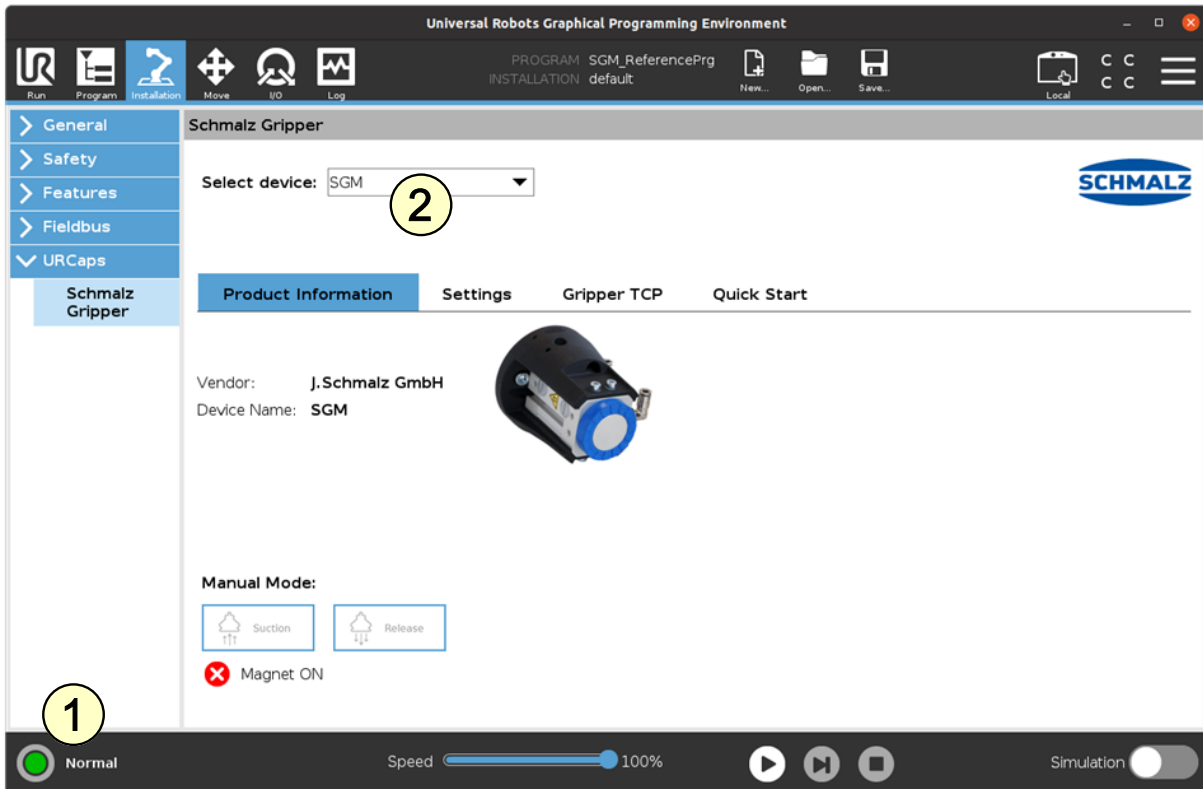 Universal Robots Graphical Programming Environment
PROGRAM SGM_ReferencePrg
INSTALLATION default
Run Program Installation Move I/O Log New... Open... Save... Local
C C
C C
General
Safety
Features
Fieldbus
URCaps
Schmalz
Gripper
Schmalz Gripper
Select device: SGM
2
SCHMALZ
Product Information Settings Gripper TCP Quick Start
Vendor: J.Schmalz GmbH
Device Name: SGM
Manual Mode:
Suction Release
Magnet ON
1
Normal Speed 100% Simulation